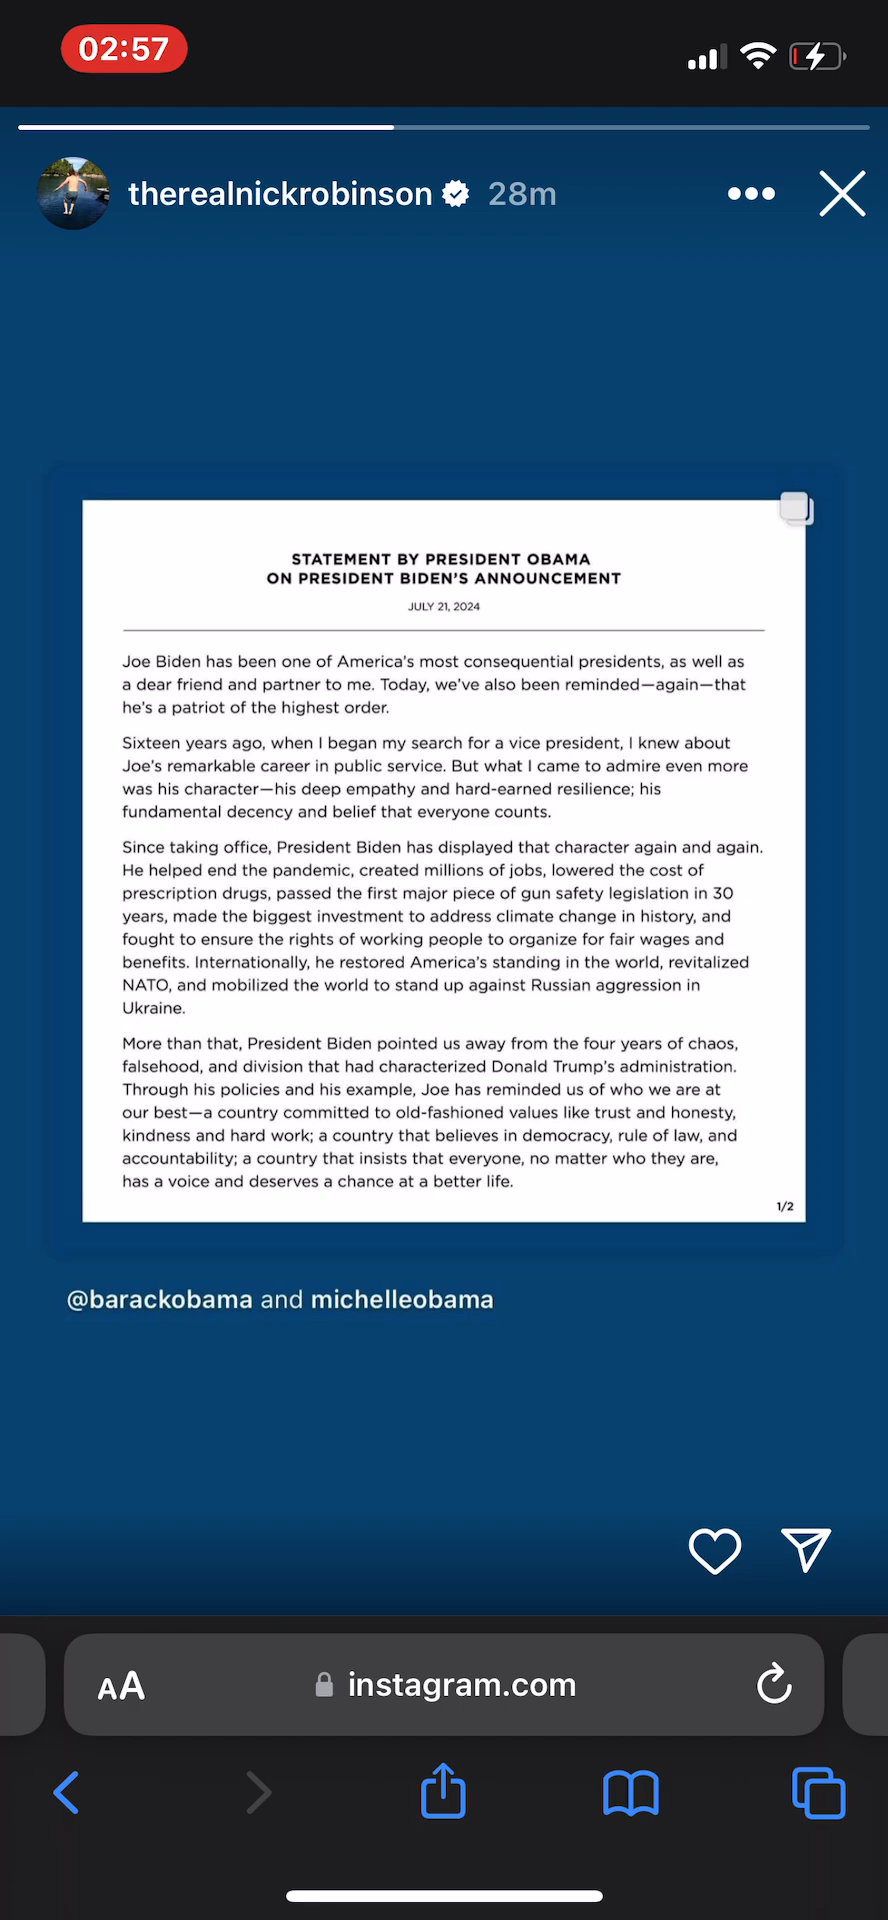 02:57
therealnickrobinson 28m
STATEMENT BY PRESIDENT OBAMA
ON PRESIDENT BIDEN'S ANNOUNCEMENT
JULY 21, 2024
Joe Biden has been one of America's most consequential presidents, as well as
a dear friend and partner to me. Today, we've also been reminded—again—that
he's a patriot of the highest order.
Sixteen years ago, when I began my search for a vice president, I knew about
Joe's remarkable career in public service. But what I came to admire even more
was his character—his deep empathy and hard-earned resilience; his
fundamental decency and belief that everyone counts.
Since taking office, President Biden has displayed that character again and again.
He helped end the pandemic, created millions of jobs, lowered the cost of
prescription drugs, passed the first major piece of gun safety legislation in 30
years, made the biggest investment to address climate change in history, and
fought to ensure the rights of working people to organize for fair wages and
benefits. Internationally, he restored America's standing in the world, revitalized
NATO, and mobilized the world to stand up against Russian aggression in
Ukraine.
More than that, President Biden pointed us away from the four years of chaos,
falsehood, and division that had characterized Donald Trump's administration.
Through his policies and his example, Joe has reminded us of who we are at
our best—a country committed to old-fashioned values like trust and honesty,
kindness and hard work; a country that believes in democracy, rule of law, and
accountability; a country that insists that everyone, no matter who they are,
has a voice and deserves a chance at a better life.
1/2
@barackobama and michelleobama
AA instagram.com